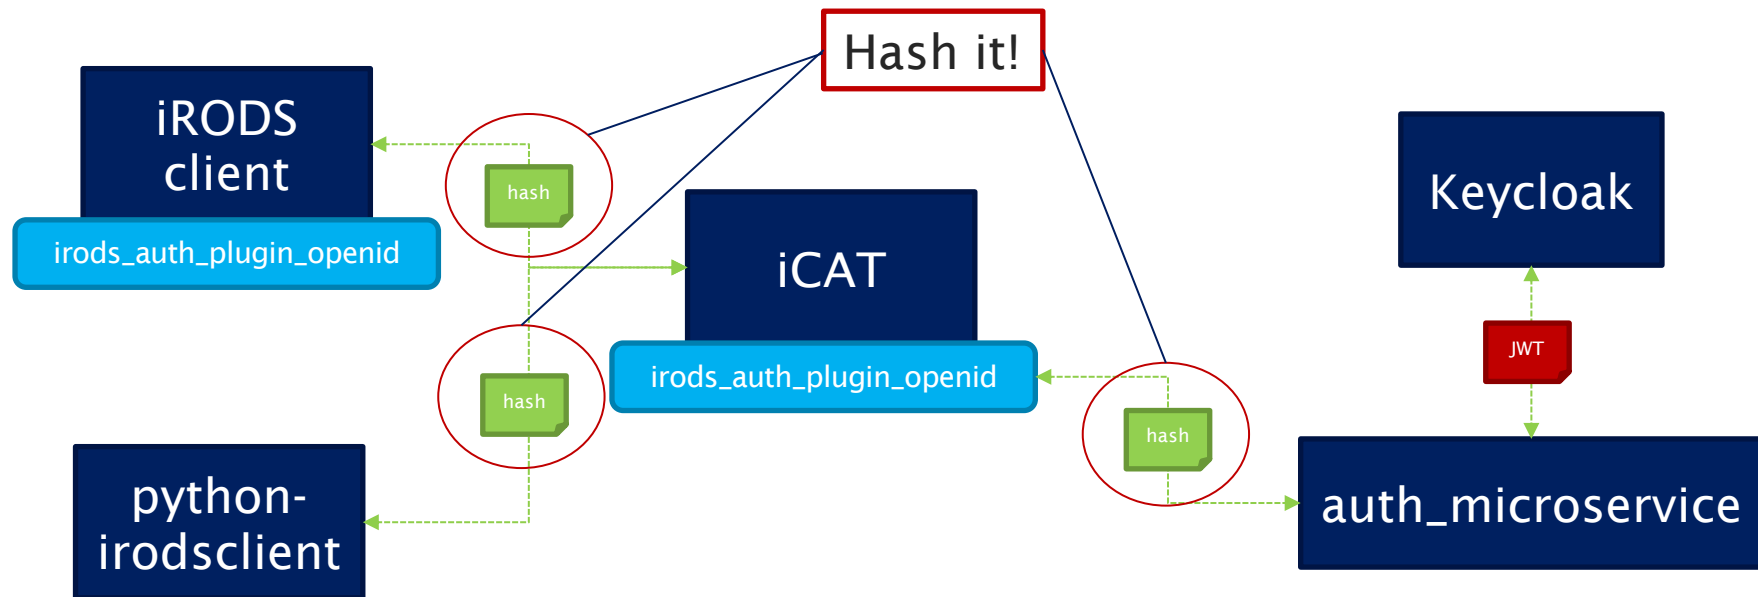 Hash it!
iRODS
client
irods_auth_plugin_openid
hash
iCAT
irods_auth_plugin_openid
Keycloak
JWT
hash
hash
python-
irodsclient
auth_microservice